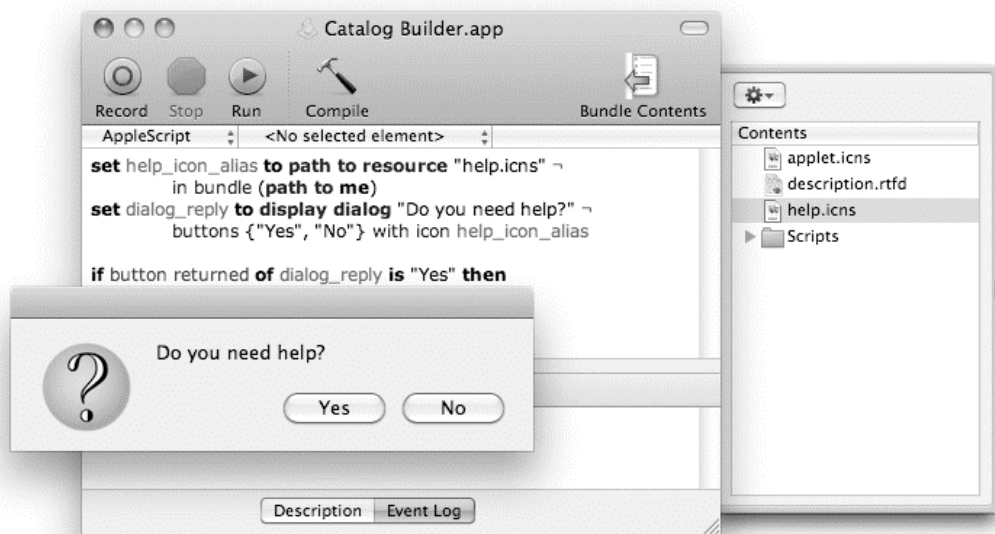 Catalog Builder.app
Record Stop Run Compile Bundle Contents
AppleScript <No selected element>
set help_icon_alias to path to resource "help.icns" ¬
in bundle (path to me)
set dialog_reply to display dialog "Do you need help?" ¬
buttons {"Yes", "No"} with icon help_icon_alias
if button returned of dialog_reply is "Yes" then
Do you need help?
Yes No
Description Event Log
Contents
applet.icns
description.rtfd
help.icns
Scripts